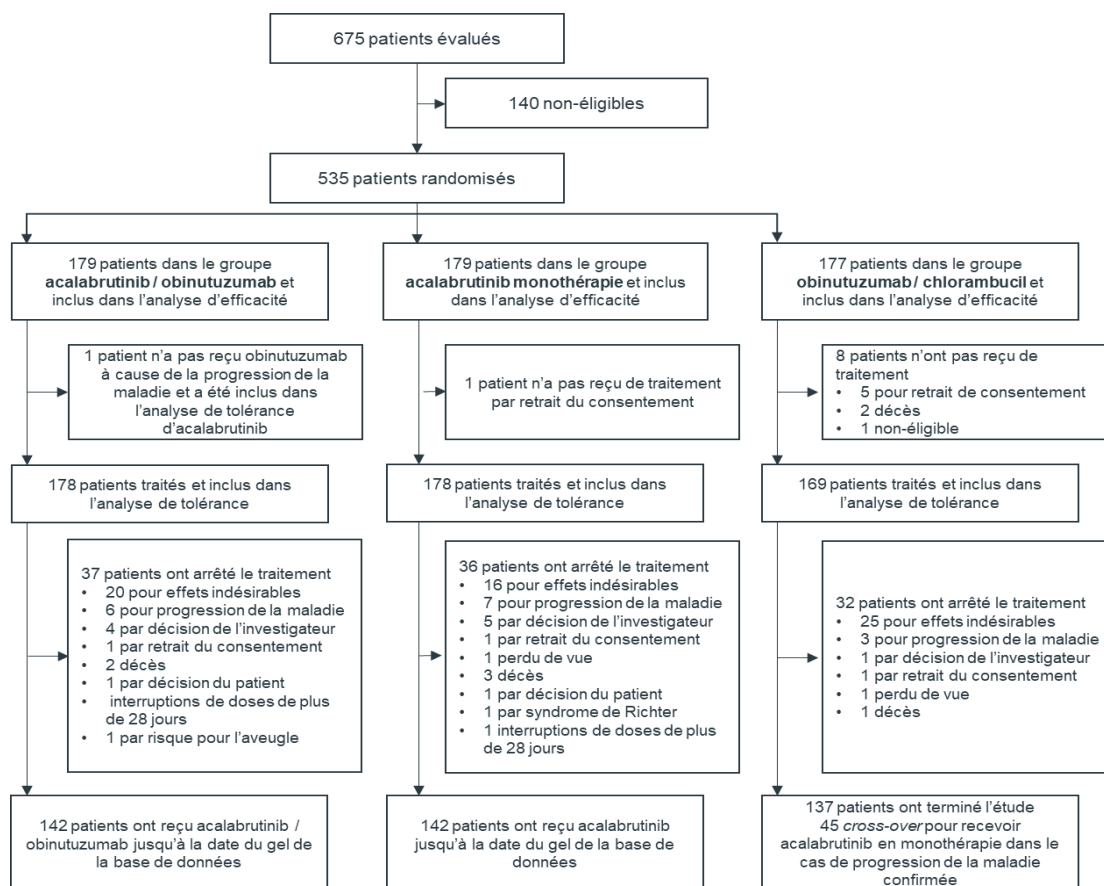 675 patients évalués
140 non-éligibles
535 patients randomisés
179 patients dans le groupe
acalabrutinib / obinutuzumab et
inclus dans l’analyse d’efficacité
179 patients dans le groupe
acalabrutinib monothérapie et inclus
dans l’analyse d’efficacité
177 patients dans le groupe
obinutuzumab / chlorambucil et
inclus dans l’analyse d’efficacité
1 patient n’a pas reçu obinutuzumab
à cause de la progression de la
maladie et a été inclus dans
l’analyse de tolérance
d’acalabrutinib
1 patient n’a pas reçu de traitement
par retrait du consentement
8 patients n’ont pas reçu de
traitement
• 5 pour retrait de consentement
• 2 décès
• 1 non-éligible
178 patients traités et inclus dans
l’analyse de tolérance
178 patients traités et inclus dans
l’analyse de tolérance
169 patients traités et inclus dans
l’analyse de tolérance
37 patients ont arrêté le traitement
• 20 pour effets indésirables
• 6 pour progression de la maladie
• 4 par décision de l’investigateur
• 1 par retrait du consentement
• 2 décès
• 1 par décision du patient
• interruptions de doses de plus
de 28 jours
• 1 par risque pour l’aveugle
36 patients ont arrêté le traitement
• 16 pour effets indésirables
• 7 pour progression de la maladie
• 5 par décision de l’investigateur
• 1 par retrait du consentement
• 1 perdu de vue
• 3 décès
• 1 par décision du patient
• 1 par syndrome de Richter
• 1 interruptions de doses de plus
de 28 jours
32 patients ont arrêté le traitement
• 25 pour effets indésirables
• 3 pour progression de la maladie
• 1 par décision de l’investigateur
• 1 par retrait du consentement
• 1 perdu de vue
• 1 décès
142 patients ont reçu acalabrutinib /
obinutuzumab jusqu’à la date du gel de
la base de données
142 patients ont reçu acalabrutinib
jusqu’à la date du gel de la base de
données
137 patients ont terminé l’étude
45 cross-over pour recevoir
acalabrutinib en monothérapie dans le
cas de progression de la maladie
confirmée